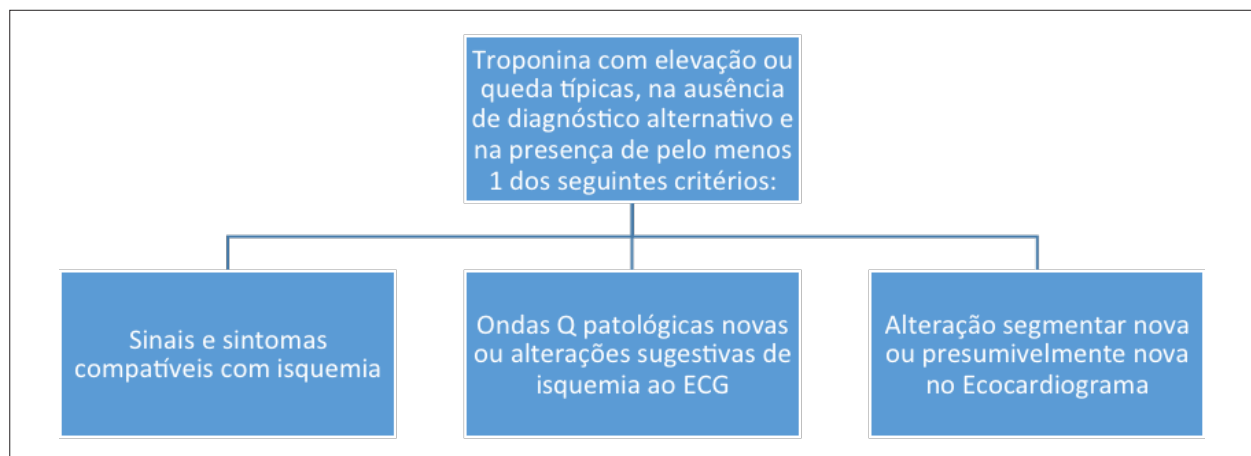 Troponina com elevação ou
queda típicas, na ausência
de diagnóstico alternativo e
na presença de pelo menos
1 dos seguintes critérios:
Sinais e sintomas
compatíveis com isquemia
Ondas Q patológicas novas
ou alterações sugestivas de
isquemia ao ECG
Alteração segmentar nova
ou presumivelmente nova
no Ecocardiograma